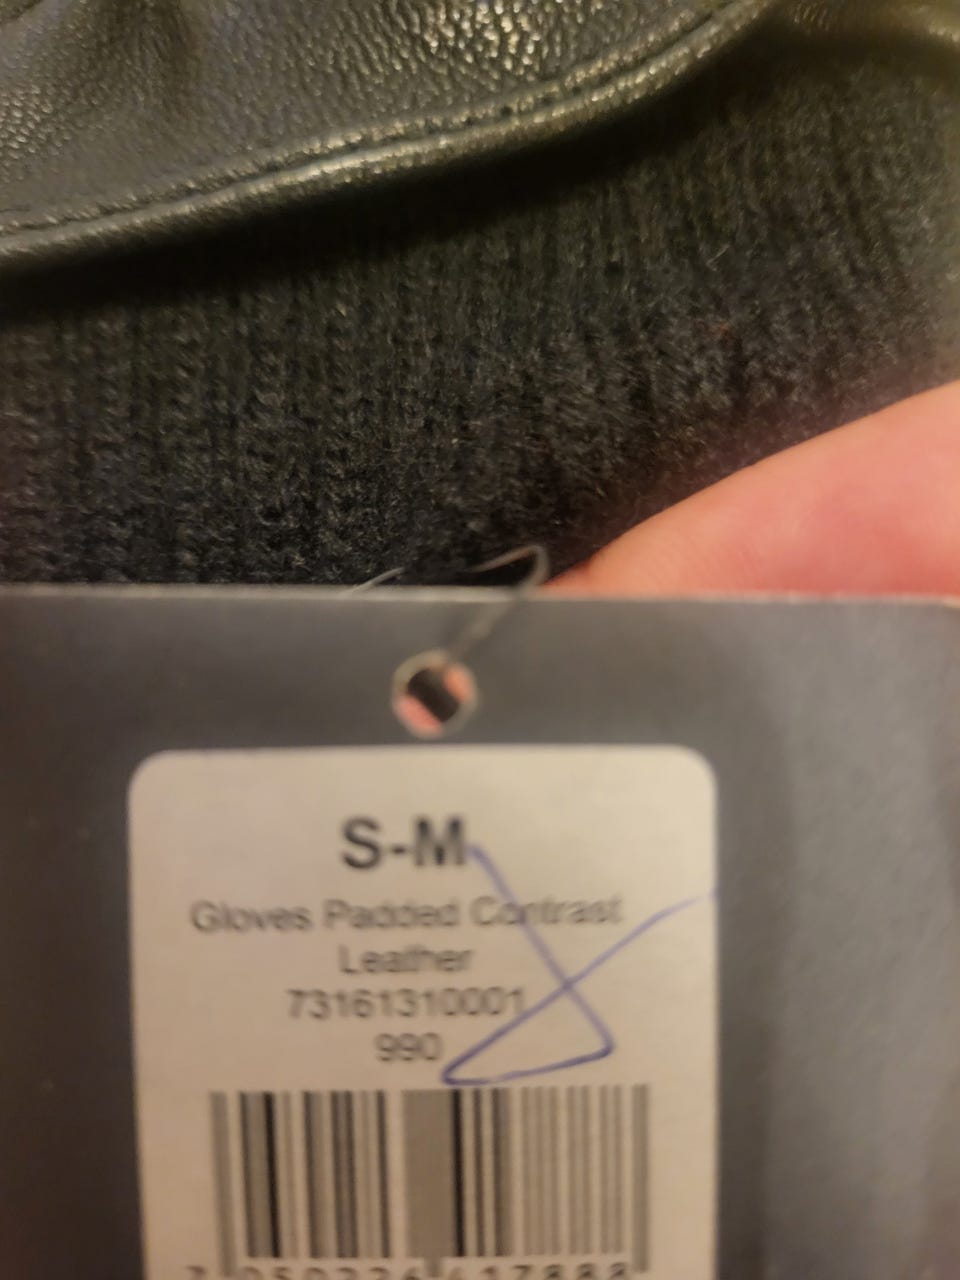 S-M
Gloves Padded Contrast
Leather
73161310001
990